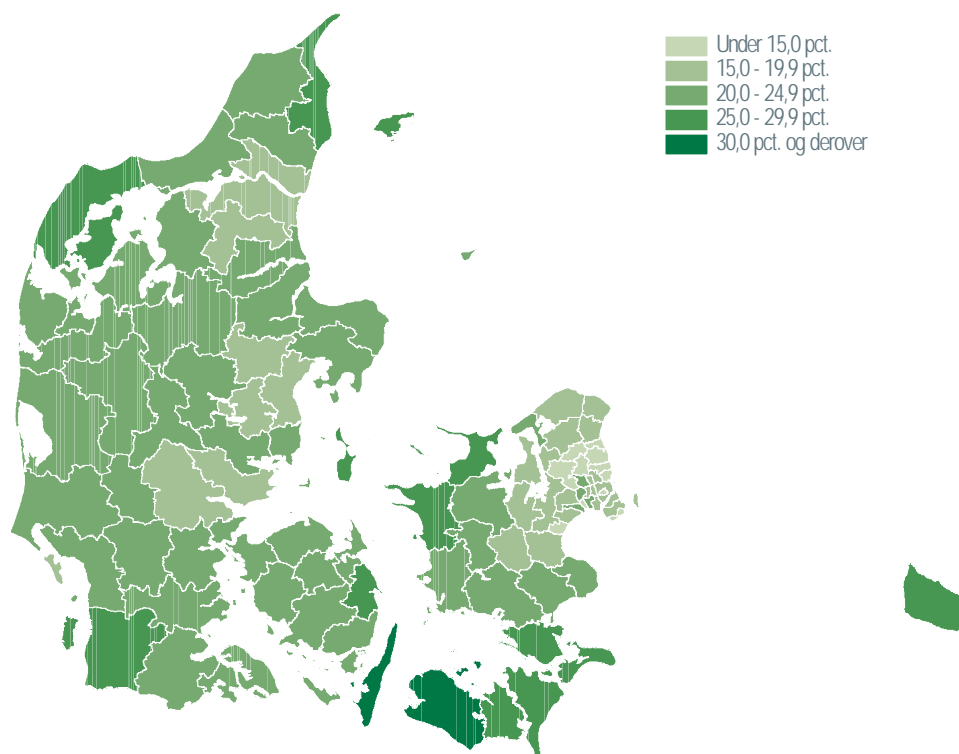 Under 15,0 pct.
15,0 - 19,9 pct.
20,0 - 24,9 pct.
25,0 - 29,9 pct.
30,0 pct. og derover